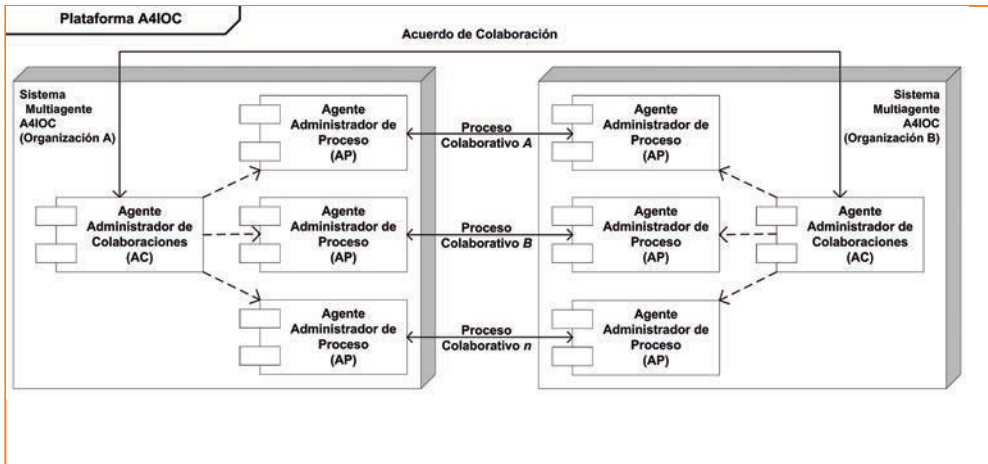 Plataforma A4IOC
Acuerdo de Colaboración
Sistema
Multiagente
A4IOC
(Organización A)
Agente
Administrador de
Proceso
(AP)
Proceso
Colaborativo A
Agente
Administrador de
Proceso
(AP)
Sistema
Multiagente
A4IOC
(Organización B)
Agente
Administrador de
Colaboraciones
(AC)
Agente
Administrador de
Proceso
(AP)
Proceso
Colaborativo B
Agente
Administrador de
Proceso
(AP)
Agente
Administrador de
Colaboraciones
(AC)
Agente
Administrador de
Proceso
(AP)
Proceso
Colaborativo n
Agente
Administrador de
Proceso
(AP)